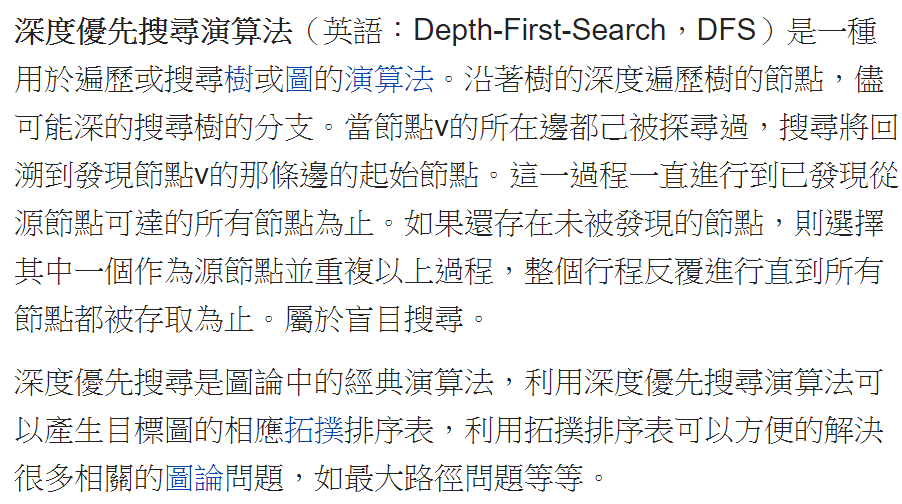 深度優先搜尋演算法（英語：Depth-First-Search，DFS）是一種
用於遍歷或搜尋樹或圖的演算法。沿著樹的深度遍歷樹的節點，儘
可能深的搜尋樹的分支。當節點v的所在邊都己被探尋過，搜尋將回
溯到發現節點v的那條邊的起始節點。這一過程一直進行到已發現從
源節點可達的所有節點為止。如果還存在未被發現的節點，則選擇
其中一個作為源節點並重複以上過程，整個行程反覆進行直到所有
節點都被存取為止。屬於盲目搜尋。
深度優先搜尋是圖論中的經典演算法，利用深度優先搜尋演算法可
以產生目標圖的相應拓撲排序表，利用拓撲排序表可以方便的解決
很多相關的圖論問題，如最大路徑問題等等。